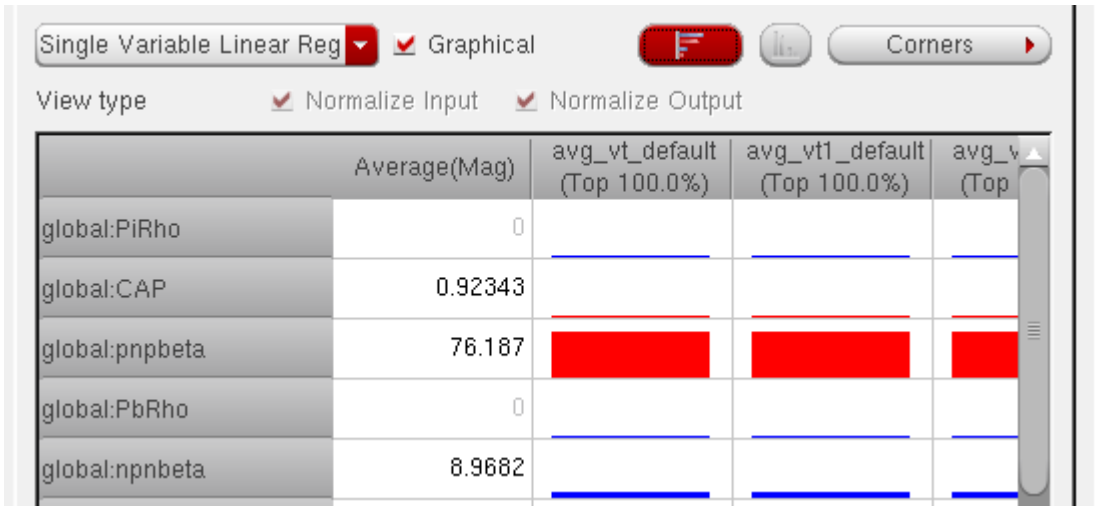 Single Variable Linear Reg Graphical Corners
View type Normalize Input Normalize Output
Average(Mag) avg_vt_default avg_vt1_default avg_v
(Top 100.0%) (Top 100.0%) (Top
global:PiRho 0
global:CAP 0.92343
global:pnpbeta 76.187
global:PbRho 0
global:npnbeta 8.9682